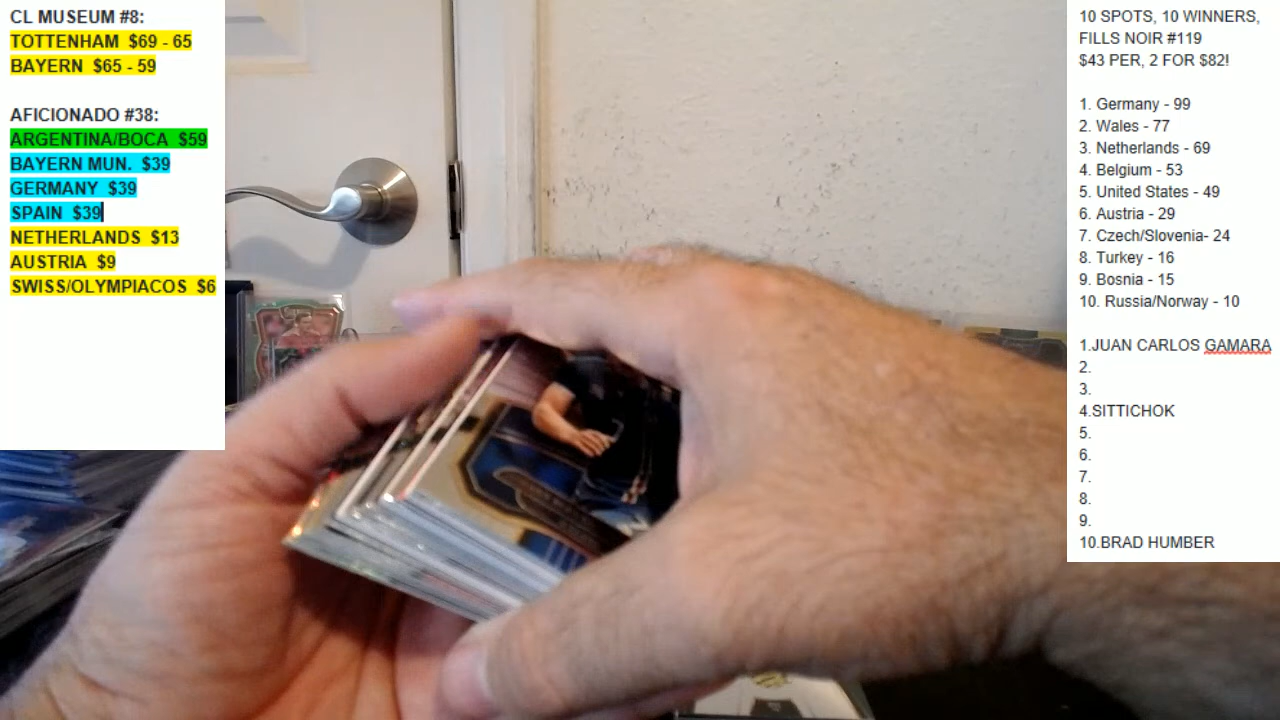 CL MUSEUM #8:
TOTTENHAM $69 - 65
BAYERN $65 - 59
AFICIONADO #38:
ARGENTINA/BOCA $59
BAYERN MUN. $39
GERMANY $39
SPAIN $39
NETHERLANDS $13
AUSTRIA $9
SWISS/OLYMPIACOS $6
10 SPOTS, 10 WINNERS,
FILLS NOIR #119
$43 PER, 2 FOR $82!
1. Germany - 99
2. Wales - 77
3. Netherlands - 69
4. Belgium - 53
5. United States - 49
6. Austria - 29
7. Czech/Slovenia- 24
8. Turkey - 16
9. Bosnia - 15
10. Russia/Norway - 10
1.JUAN CARLOS GAMARA
2.
3.
4.SITTICHOK
5.
6.
7.
8.
9.
10.BRAD HUMBER